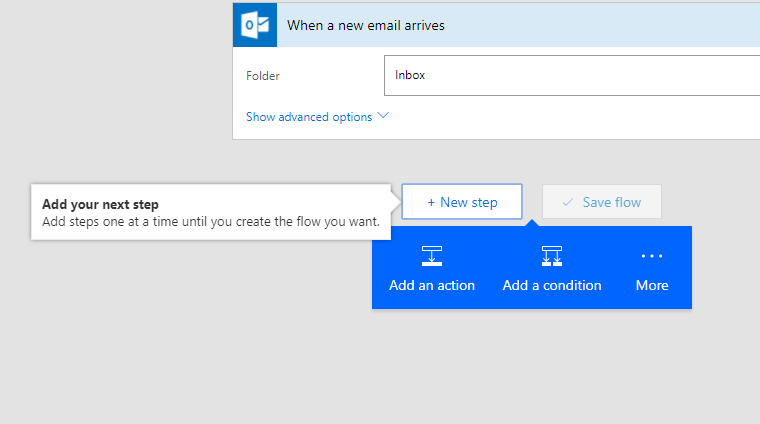 When a new email arrives
Folder
Inbox
Show advanced options
Add your next step
Add steps one at a time until you create the flow you want.
+ New step
Save flow
Add an action
Add a condition
More